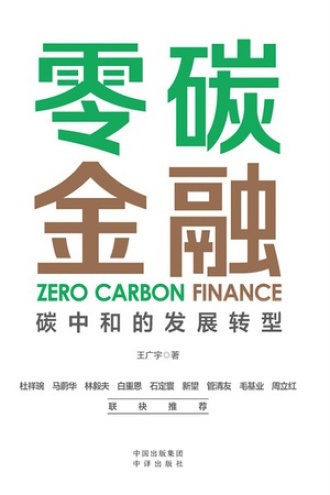 零碳
金融
ZERO CARBON FINANCE
碳中和的发展转型
王广宇◎著
杜祥琬 马蔚华 林毅夫 白重恩 石定寰 新望 管清友 毛基业 周立红
联袂推荐
中国出版集团
中译出版社